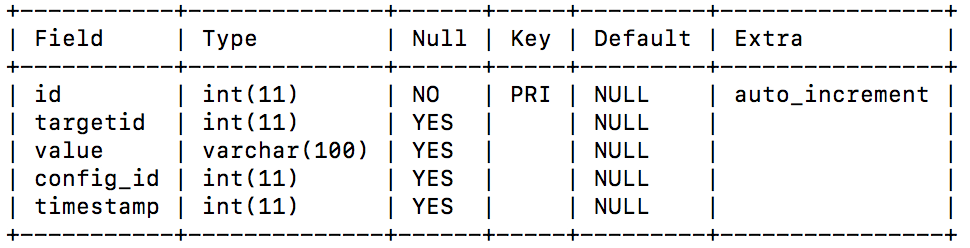 +-----------+--------------+------+-----+---------+----------------+
| Field     | Type         | Null | Key | Default | Extra          |
+-----------+--------------+------+-----+---------+----------------+
| id        | int(11)      | NO   | PRI | NULL    | auto_increment |
| targetid  | int(11)      | YES  |     | NULL    |                |
| value     | varchar(100) | YES  |     | NULL    |                |
| config_id | int(11)      | YES  |     | NULL    |                |
| timestamp | int(11)      | YES  |     | NULL    |                |
+-----------+--------------+------+-----+---------+----------------+